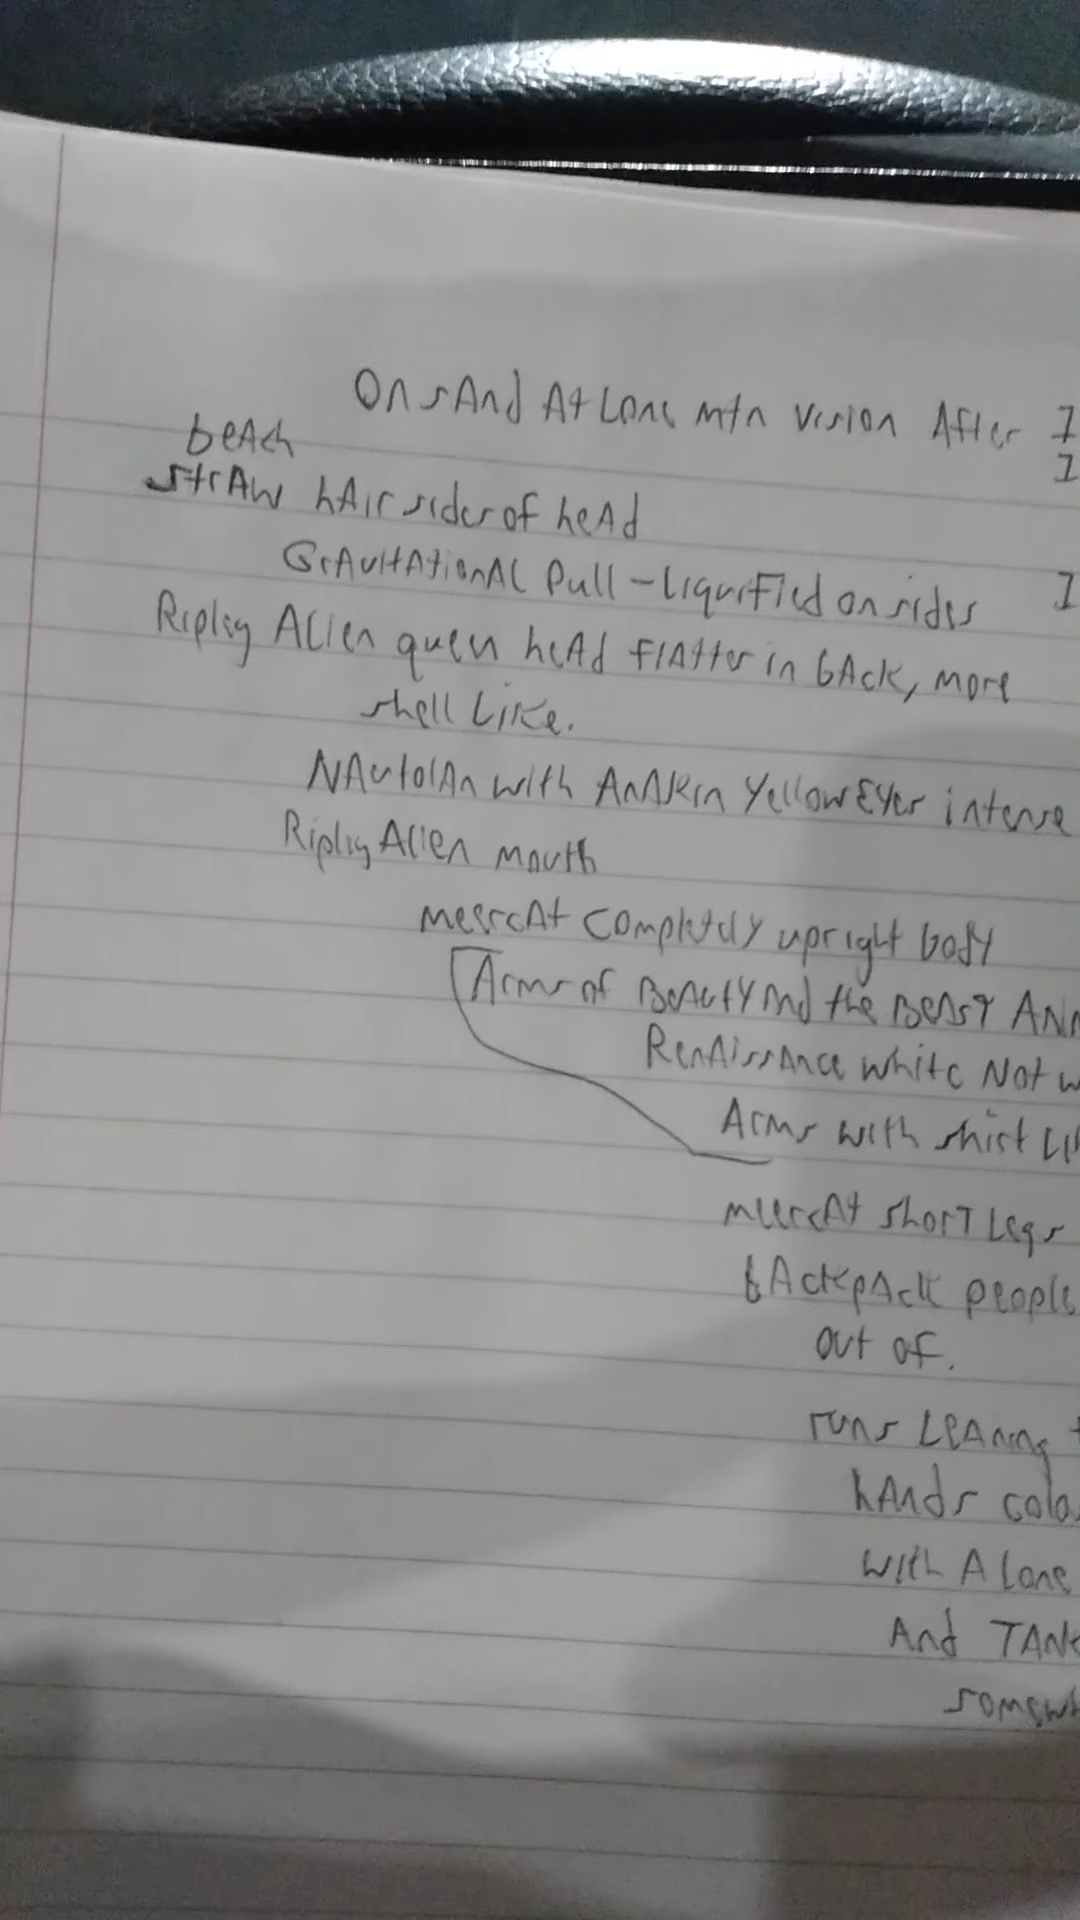 On sAnd At Lone mtn vision After I
beAch I
strAw hAir sides of heAd
GrAvitAtionAL Pull - Liquified on sides I
Ripley ALien queen heAd flAtter in bAck, more
shell Like.
NAutolAn with AnAkin Yellow Eyes intense
Ripley ALien mouth
meercAt completely upright body
Arms of BeAuty And the BeAsT
RenAissAnce white Not
Arms with shirt
meercAt shorT Legs
bAckpAck people
out of.
runs LeAning
hAnds
with A Lone
And